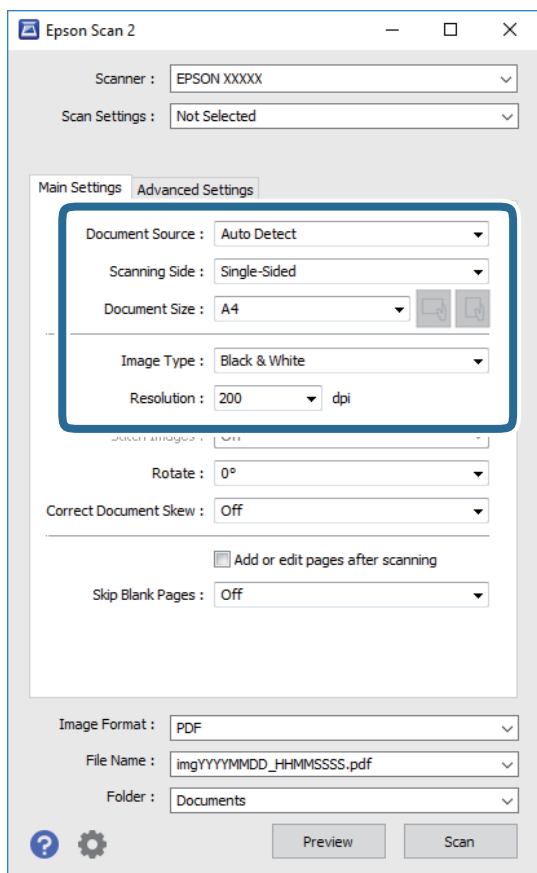 Epson Scan 2
Scanner : EPSON XXXXX
Scan Settings : Not Selected
Main Settings Advanced Settings
Document Source : Auto Detect
Scanning Side : Single-Sided
Document Size : A4
Image Type : Black & White
Resolution : 200 dpi
Images : Off
Rotate : 0°
Correct Document Skew : Off
Add or edit pages after scanning
Skip Blank Pages : Off
Image Format : PDF
File Name : imgYYYYMMDD_HHMMSSSS.pdf
Folder : Documents
? Preview Scan